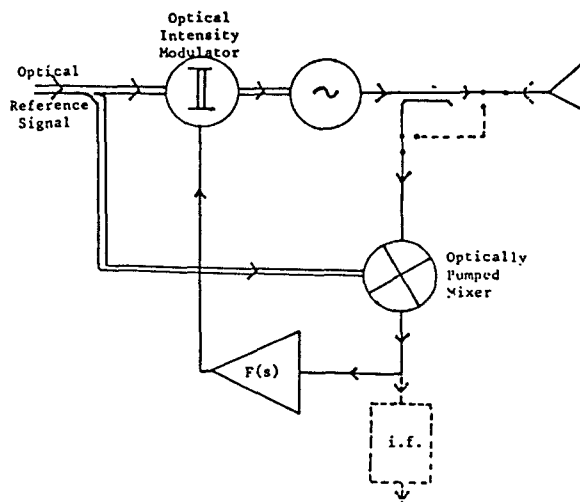 Optical
Intensity
Modulator
Optical
Reference
Signal
~
Optically
Pumped
Mixer
F(s)
i.f.